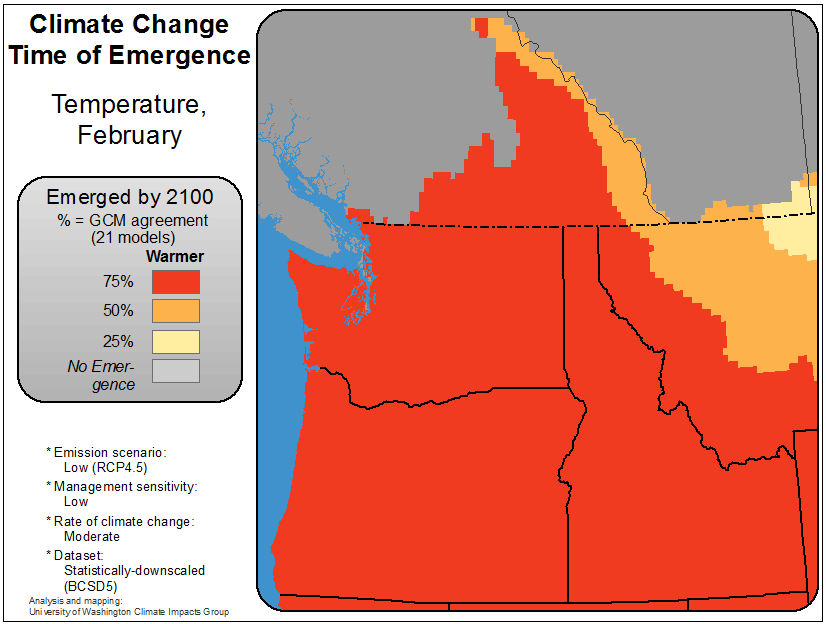 Climate Change
Time of Emergence
Temperature,
February
Emerged by 2100
% = GCM agreement
(21 models)
Warmer
75%
50%
25%
No Emer-
gence
* Emission scenario:
Low (RCP4.5)
* Management sensitivity:
Low
* Rate of climate change:
Moderate
* Dataset:
Statistically-downscaled
(BCSD5)
Analysis and mapping:
University of Washington Climate Impacts Group